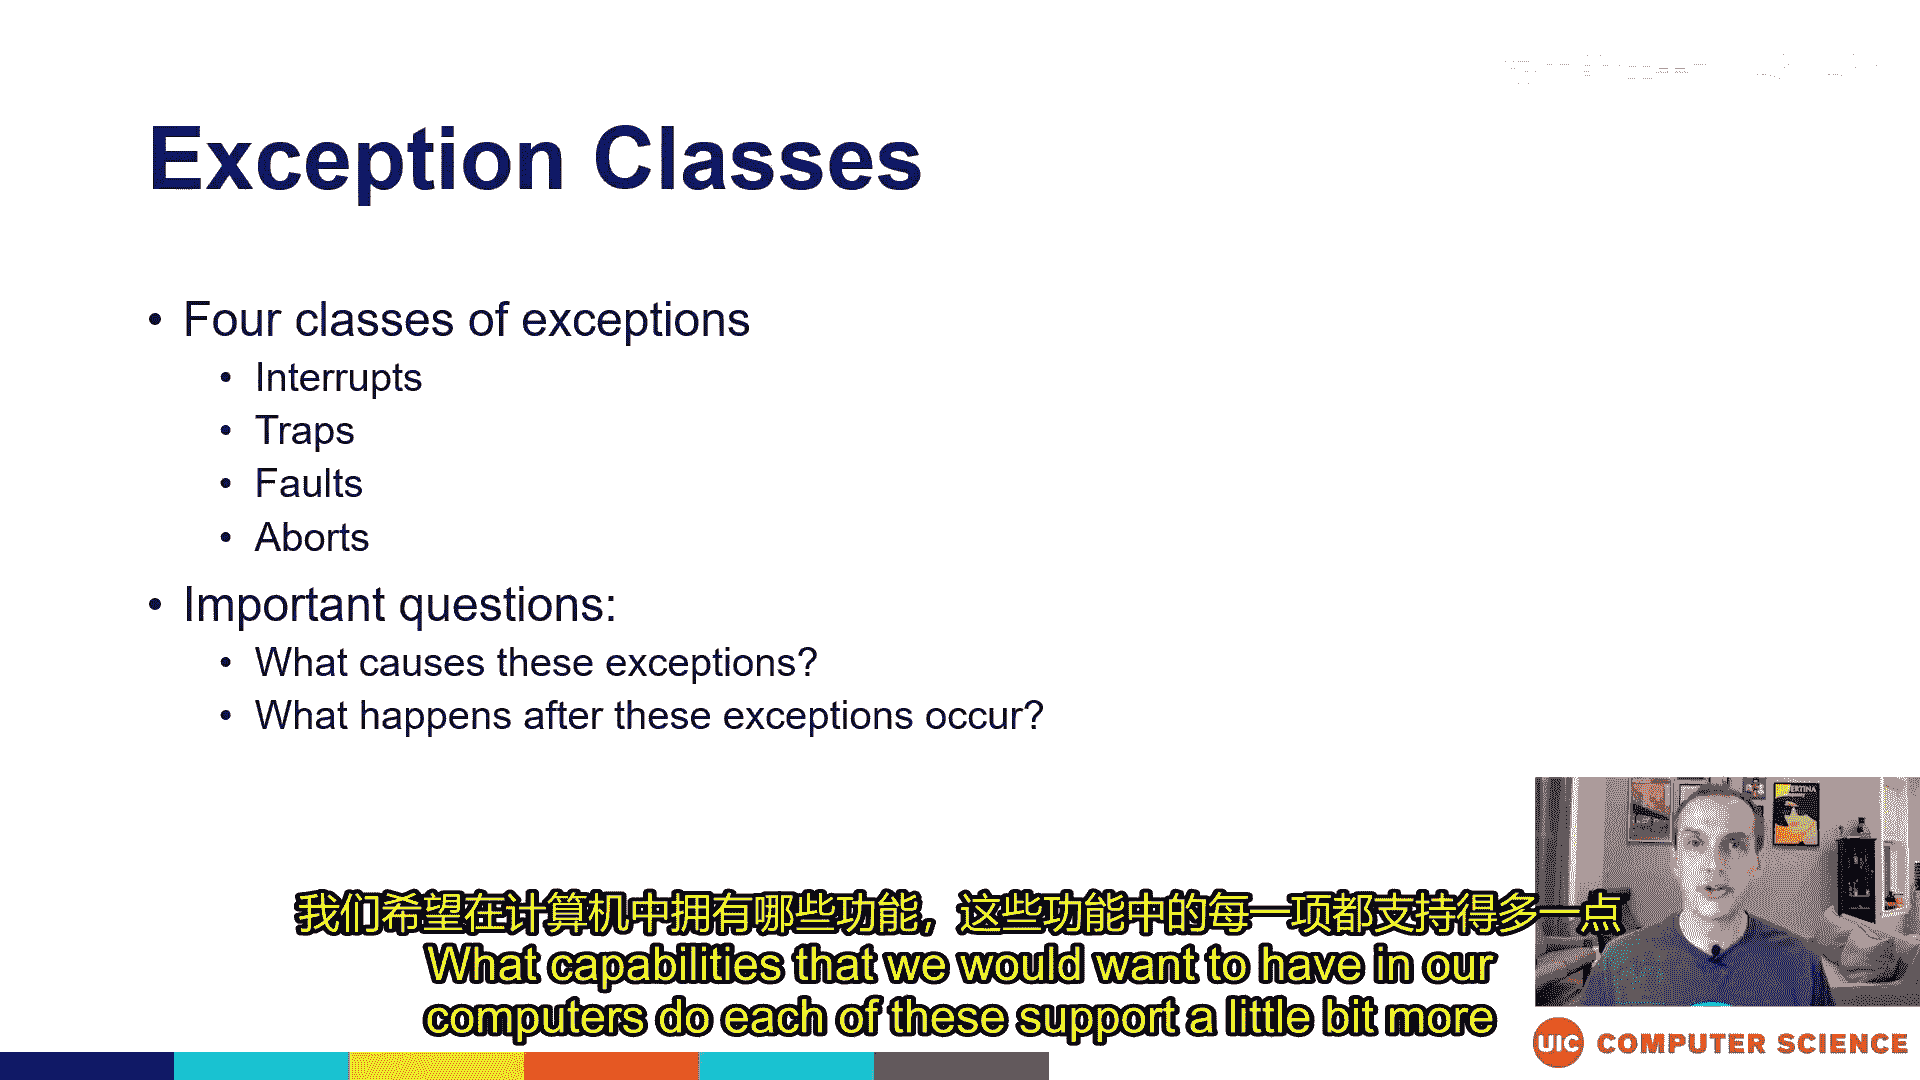 Exception Classes
• Four classes of exceptions
• Interrupts
• Traps
• Faults
• Aborts
• Important questions:
• What causes these exceptions?
• What happens after these exceptions occur?
我们希望在计算机中拥有哪些功能，这些功能中的每一项都支持得多一点
What capabilities that we would want to have in our
computers do each of these support a little bit more
UIC COMPUTER SCIENCE